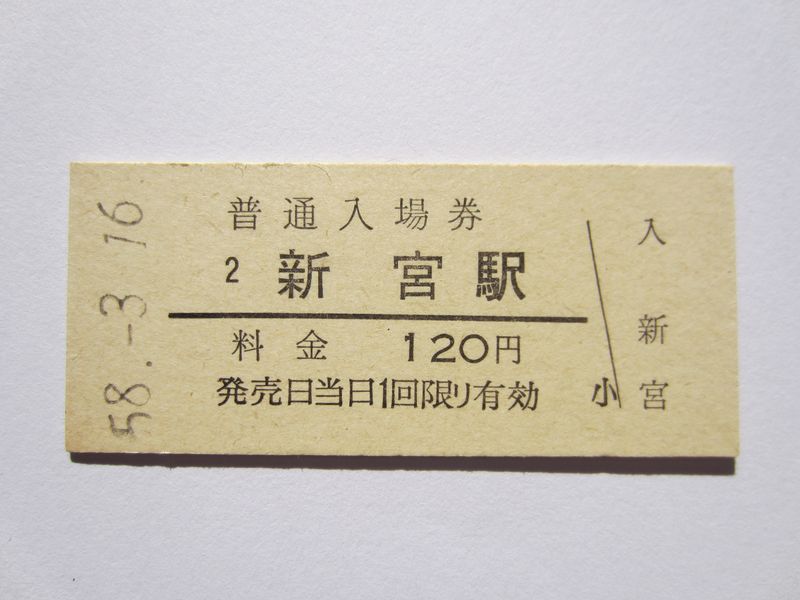 58.-3.16
普通入場券
2 新宮駅
料金 120円
発売日当日1回限り有効
小
入
新
宮